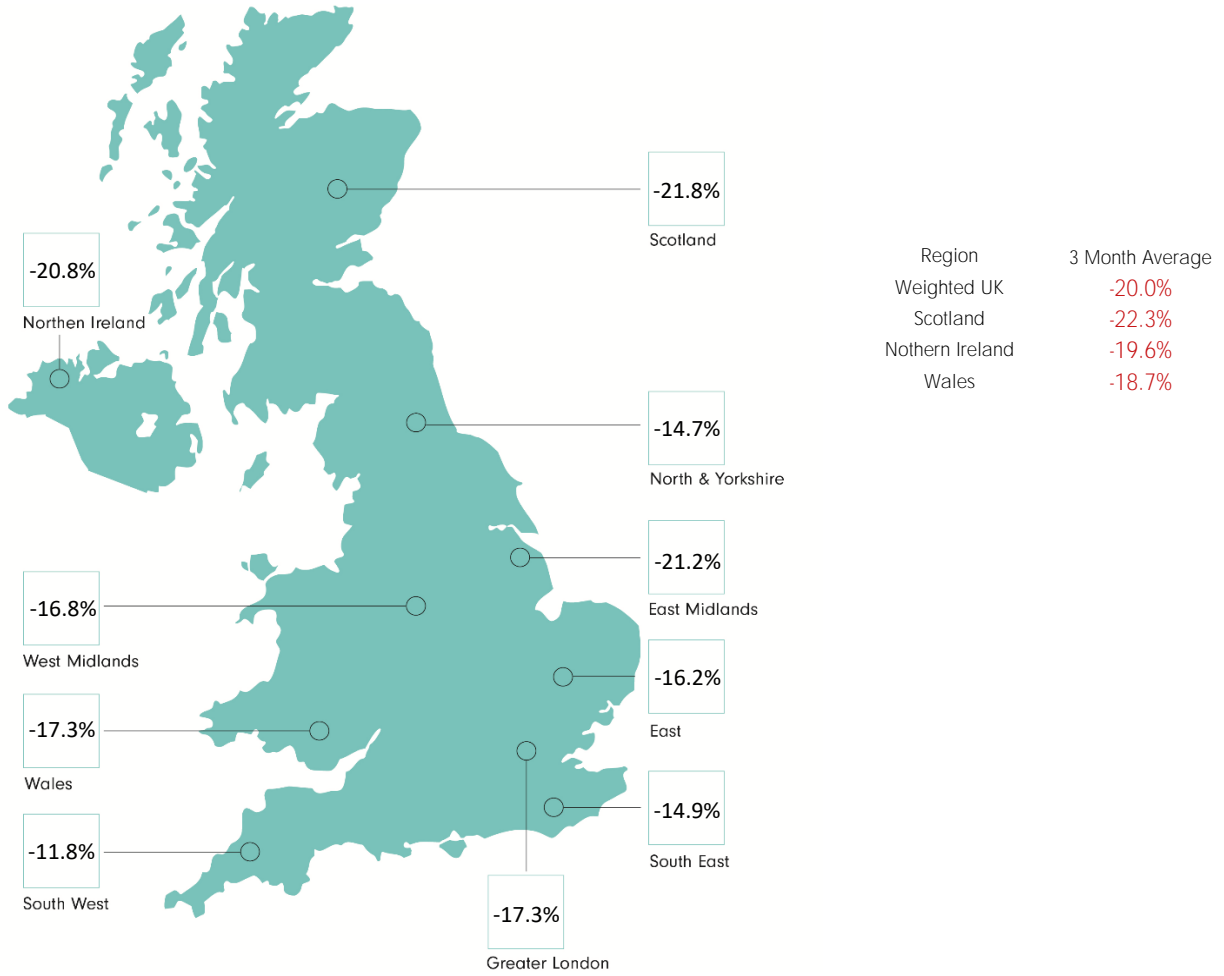 -21.8%
Scotland
-20.8%
Northen Ireland
-14.7%
North & Yorkshire
-21.2%
East Midlands
-16.8%
West Midlands
-16.2%
East
-17.3%
Wales
-14.9%
South East
-11.8%
South West
-17.3%
Greater London
Region 3 Month Average
Weighted UK -20.0%
Scotland -22.3%
Nothern Ireland -19.6%
Wales -18.7%